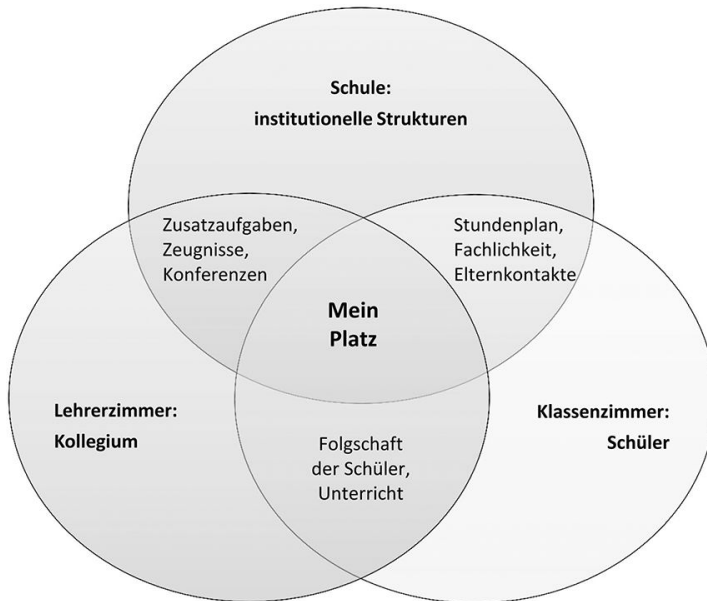 Schule:
institutionelle Strukturen
Zusatzaufgaben,
Zeugnisse,
Konferenzen
Stundenplan,
Fachlichkeit,
Elternkontakte
Mein
Platz
Lehrerzimmer:
Kollegium
Klassenzimmer:
Schüler
Folgschaft
der Schüler,
Unterricht